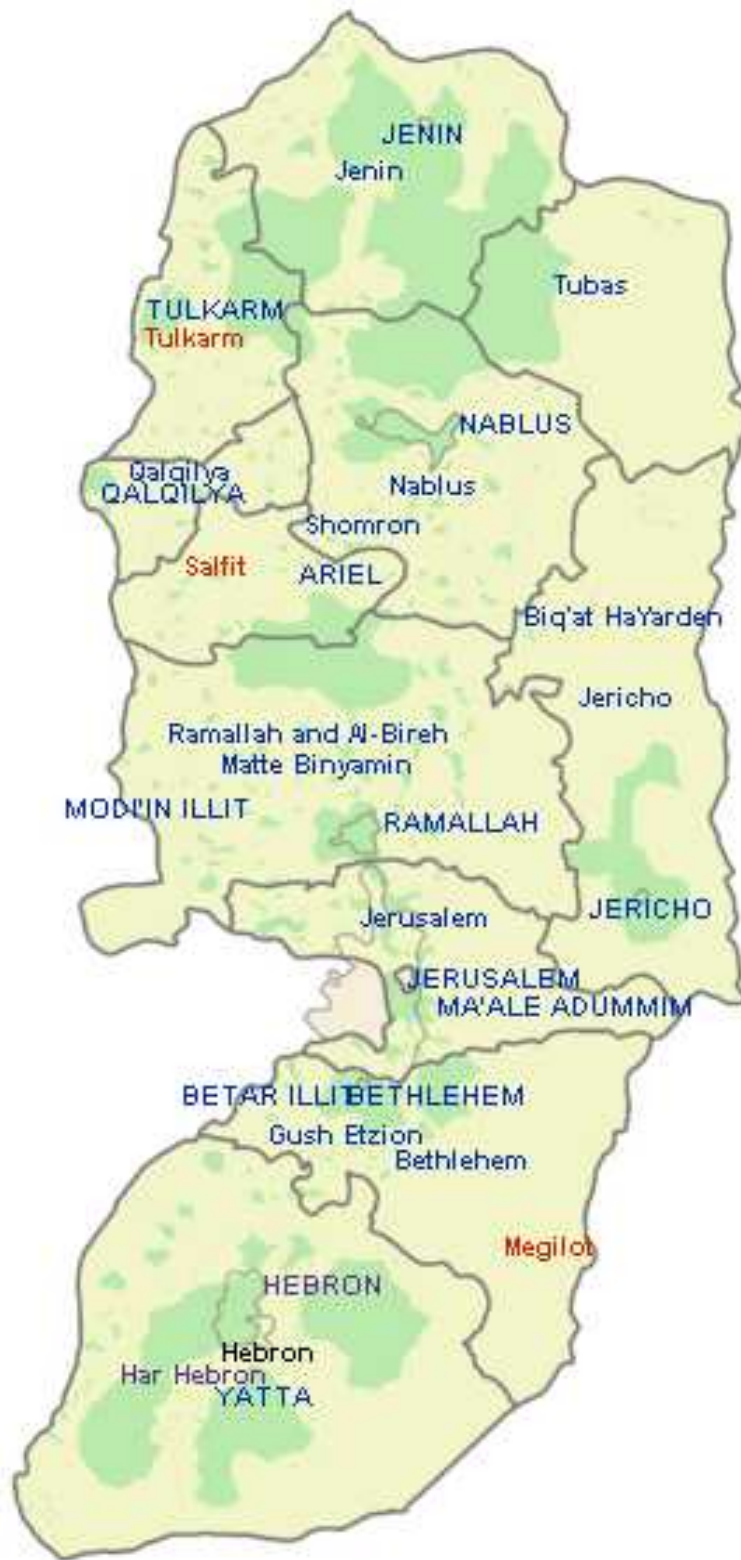 JENIN
Jenin
Tubas
TULKARM
Tulkarm
NABLUS
Qalqilya
QALQILYA
Nablus
Shomron
Salfit
ARIEL
Biq'at HaYarden
Jericho
Ramallah and Al-Bireh
Matte Binyamin
MODI'IN ILLIT
RAMALLAH
JERICHO
Jerusalem
JERUSALEM
MA'ALE ADUMMIM
BETAR ILLIT
BETHLEHEM
Gush Etzion
Bethlehem
Megilot
HEBRON
Hebron
Har Hebron
YATTA